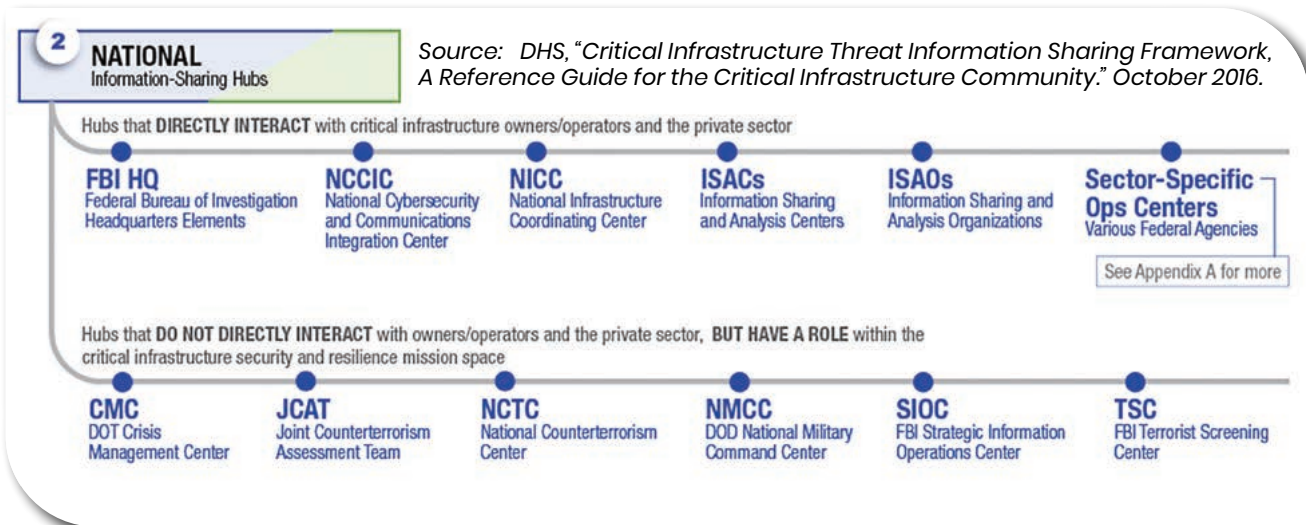 2
NATIONAL
Information-Sharing Hubs
Source: DHS, “Critical Infrastructure Threat Information Sharing Framework,
A Reference Guide for the Critical Infrastructure Community.” October 2016.
Hubs that DIRECTLY INTERACT with critical infrastructure owners/operators and the private sector
FBI HQ
Federal Bureau of Investigation
Headquarters Elements
NCCIC
National Cybersecurity
and Communications
Integration Center
NICC
National Infrastructure
Coordinating Center
ISACs
Information Sharing
and Analysis Centers
ISAOs
Information Sharing and
Analysis Organizations
Sector-Specific
Ops Centers
Various Federal Agencies
See Appendix A for more
Hubs that DO NOT DIRECTLY INTERACT with owners/operators and the private sector, BUT HAVE A ROLE within the
critical infrastructure security and resilience mission space
CMC
DOT Crisis
Management Center
JCAT
Joint Counterterrorism
Assessment Team
NCTC
National Counterterrorism
Center
NMCC
DOD National Military
Command Center
SIOC
FBI Strategic Information
Operations Center
TSC
FBI Terrorist Screening
Center